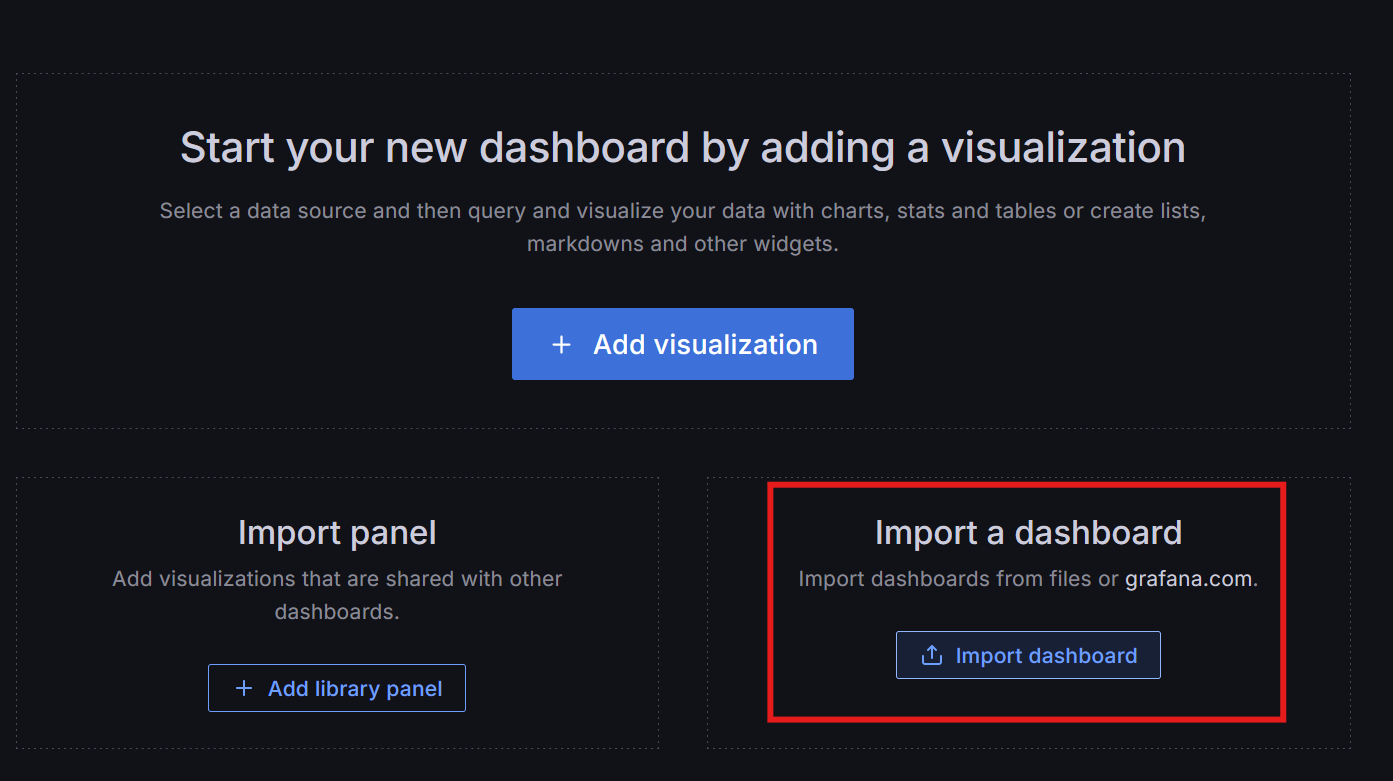 Start your new dashboard by adding a visualization
Select a data source and then query and visualize your data with charts, stats and tables or create lists,
markdowns and other widgets.
+ Add visualization
Import panel
Add visualizations that are shared with other
dashboards.
+ Add library panel
Import a dashboard
Import dashboards from files or grafana.com.
Import dashboard